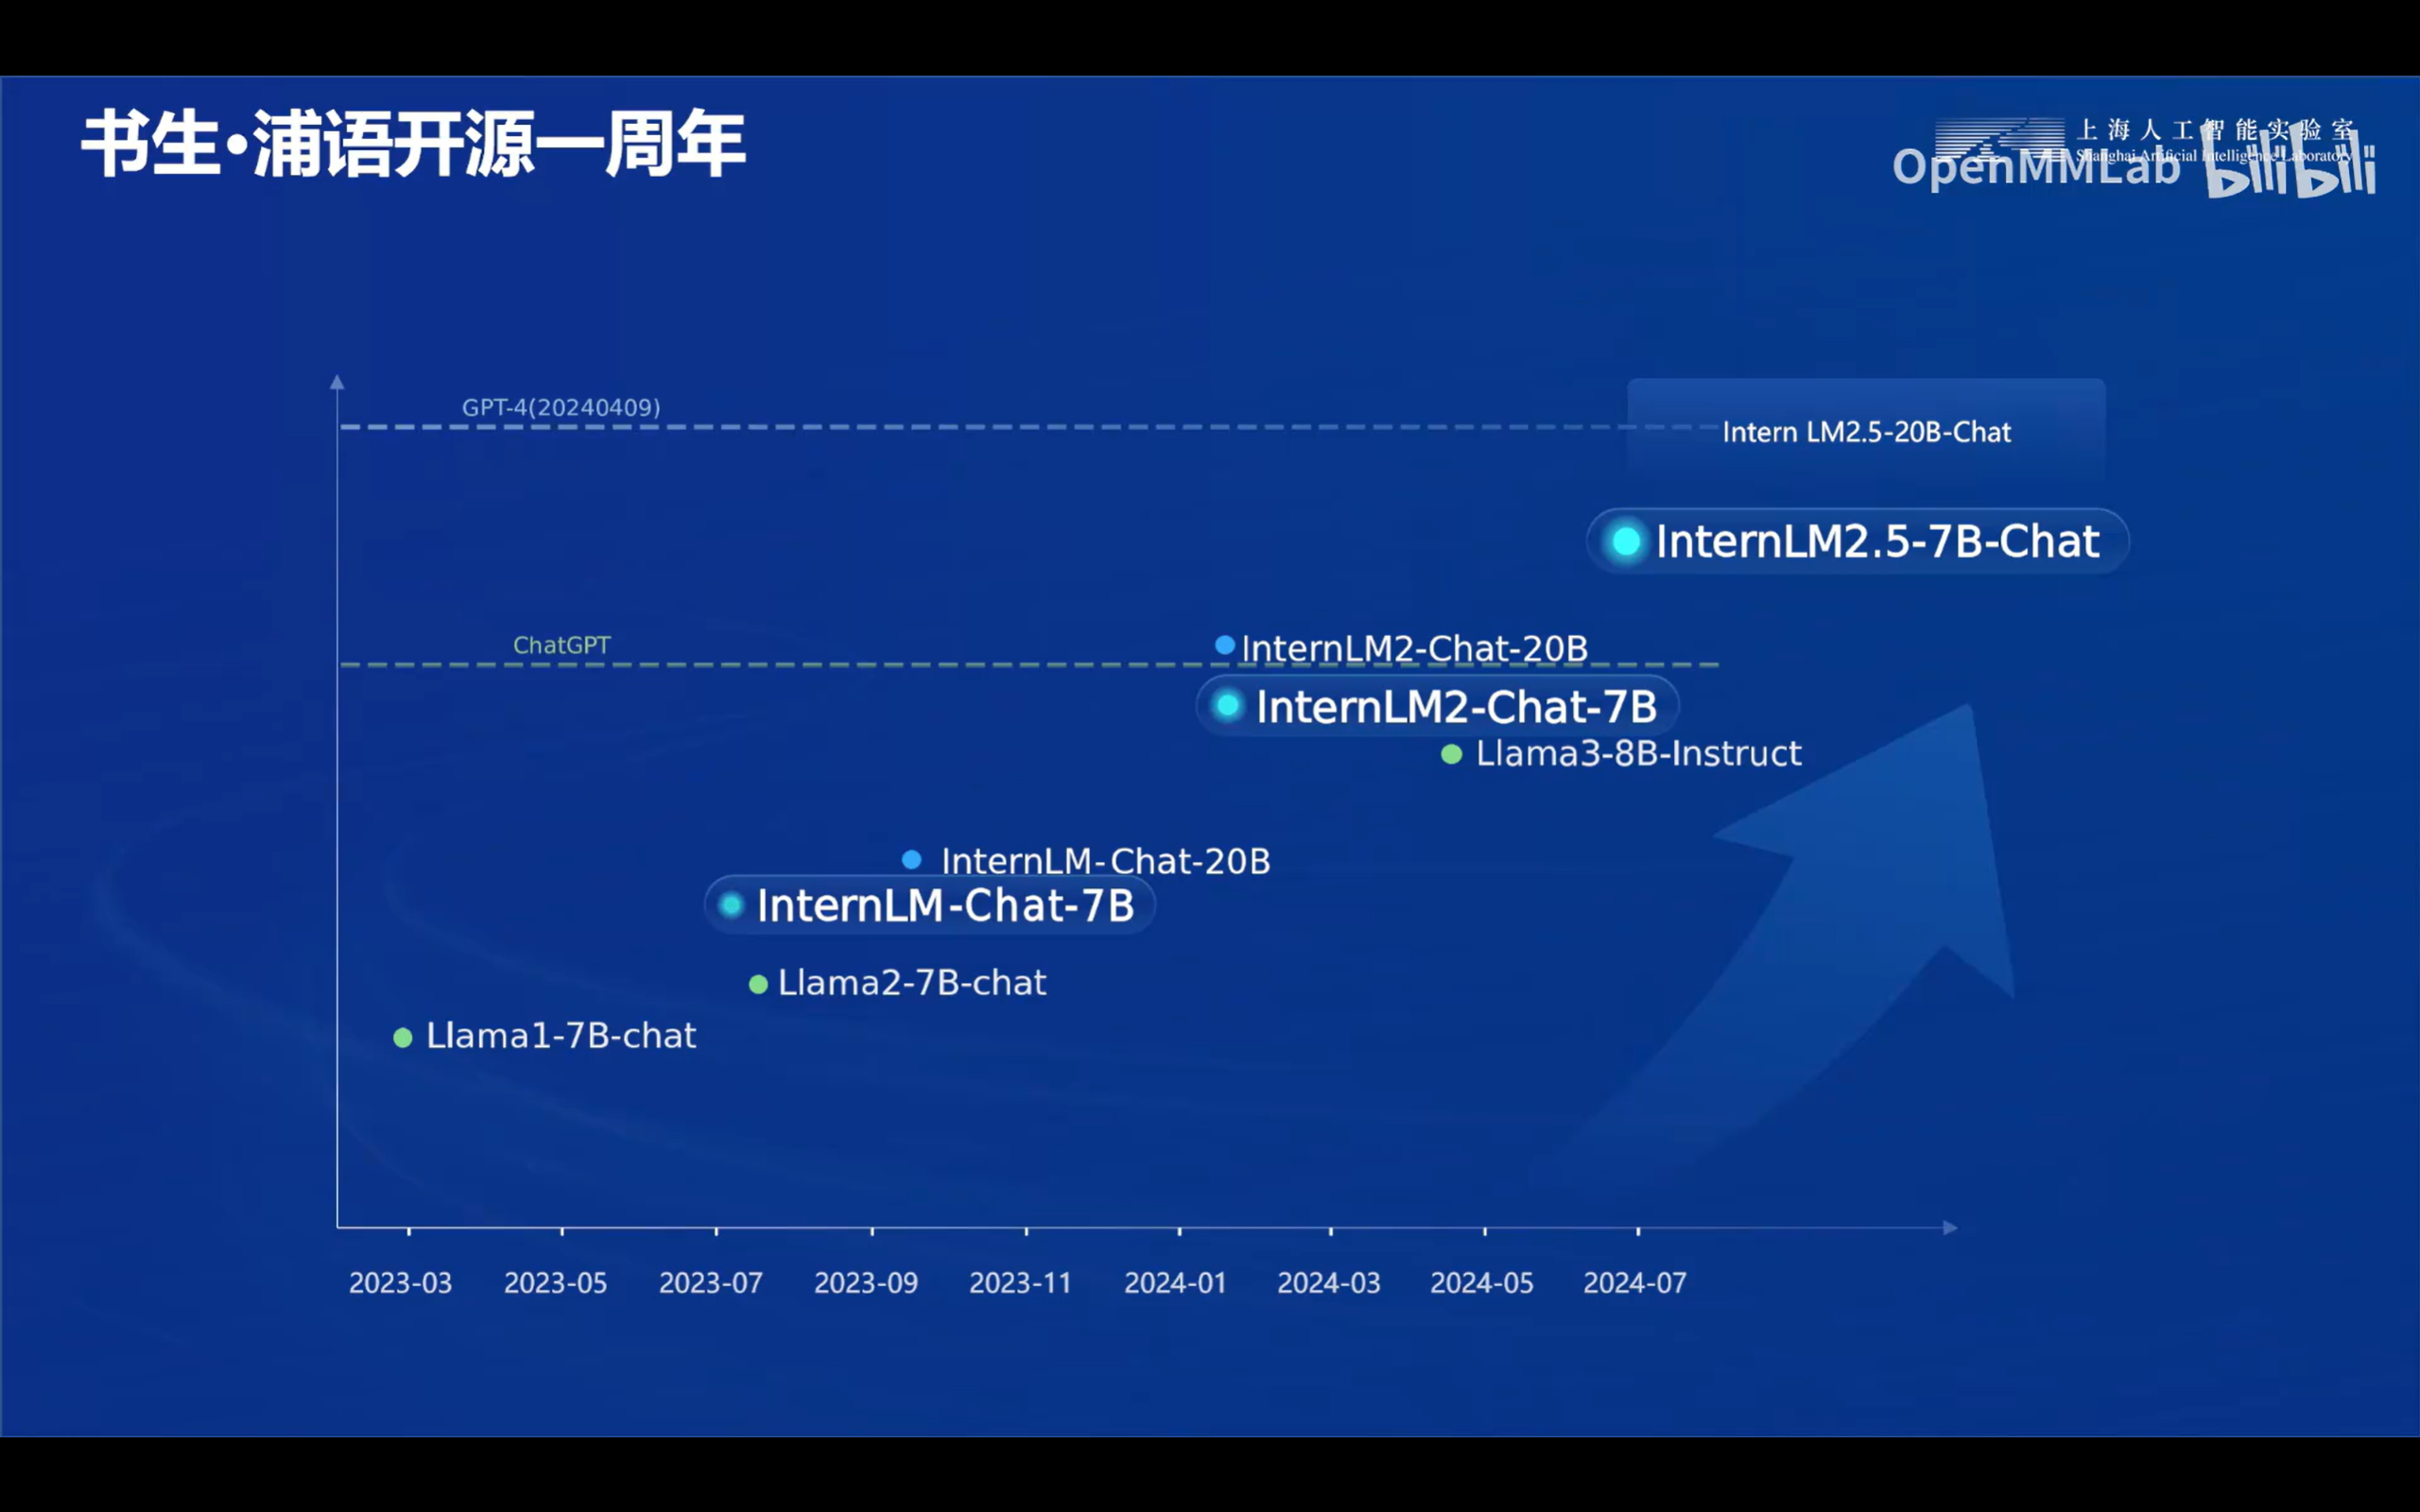 书生·浦语开源一周年
上海人工智能实验室
Shanghai Artificial Intelligence Laboratory
OpenMMLab bilibili
GPT-4(20240409)
Intern LM2.5-20B-Chat
InternLM2.5-7B-Chat
ChatGPT
InternLM2-Chat-20B
InternLM2-Chat-7B
Llama3-8B-Instruct
InternLM-Chat-20B
InternLM-Chat-7B
Llama2-7B-chat
Llama1-7B-chat
2023-03 2023-05 2023-07 2023-09 2023-11 2024-01 2024-03 2024-05 2024-07